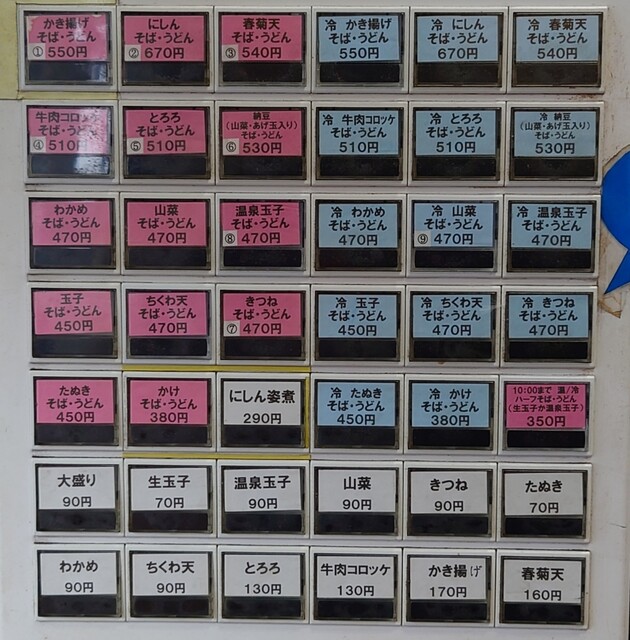 かき揚げ
そば・うどん
① 550円
にしん
そば・うどん
② 670円
春菊天
そば・うどん
③ 540円
冷 かき揚げ
そば・うどん
550円
冷 にしん
そば・うどん
670円
冷 春菊天
そば・うどん
540円
牛肉コロッケ
そば・うどん
④ 510円
とろろ
そば・うどん
⑤ 510円
納豆
(山菜・あげ玉入り)
そば・うどん
⑥ 530円
冷 牛肉コロッケ
そば・うどん
510円
冷 とろろ
そば・うどん
510円
冷 納豆
(山菜・あげ玉入り)
そば・うどん
530円
わかめ
そば・うどん
470円
山菜
そば・うどん
470円
温泉玉子
そば・うどん
⑧ 470円
冷 わかめ
そば・うどん
470円
冷 山菜
そば・うどん
⑨ 470円
冷 温泉玉子
そば・うどん
470円
玉子
そば・うどん
450円
ちくわ天
そば・うどん
470円
きつね
そば・うどん
⑦ 470円
冷 玉子
そば・うどん
450円
冷 ちくわ天
そば・うどん
470円
冷 きつね
そば・うどん
470円
たぬき
そば・うどん
450円
かけ
そば・うどん
380円
にしん姿煮
290円
冷 たぬき
そば・うどん
450円
冷 かけ
そば・うどん
380円
10:00まで 温/冷
ハーフそば・うどん
(生玉子か温泉玉子)
350円
大盛り
90円
生玉子
70円
温泉玉子
90円
山菜
90円
きつね
90円
たぬき
70円
わかめ
90円
ちくわ天
90円
とろろ
130円
牛肉コロッケ
130円
かき揚げ
170円
春菊天
160円